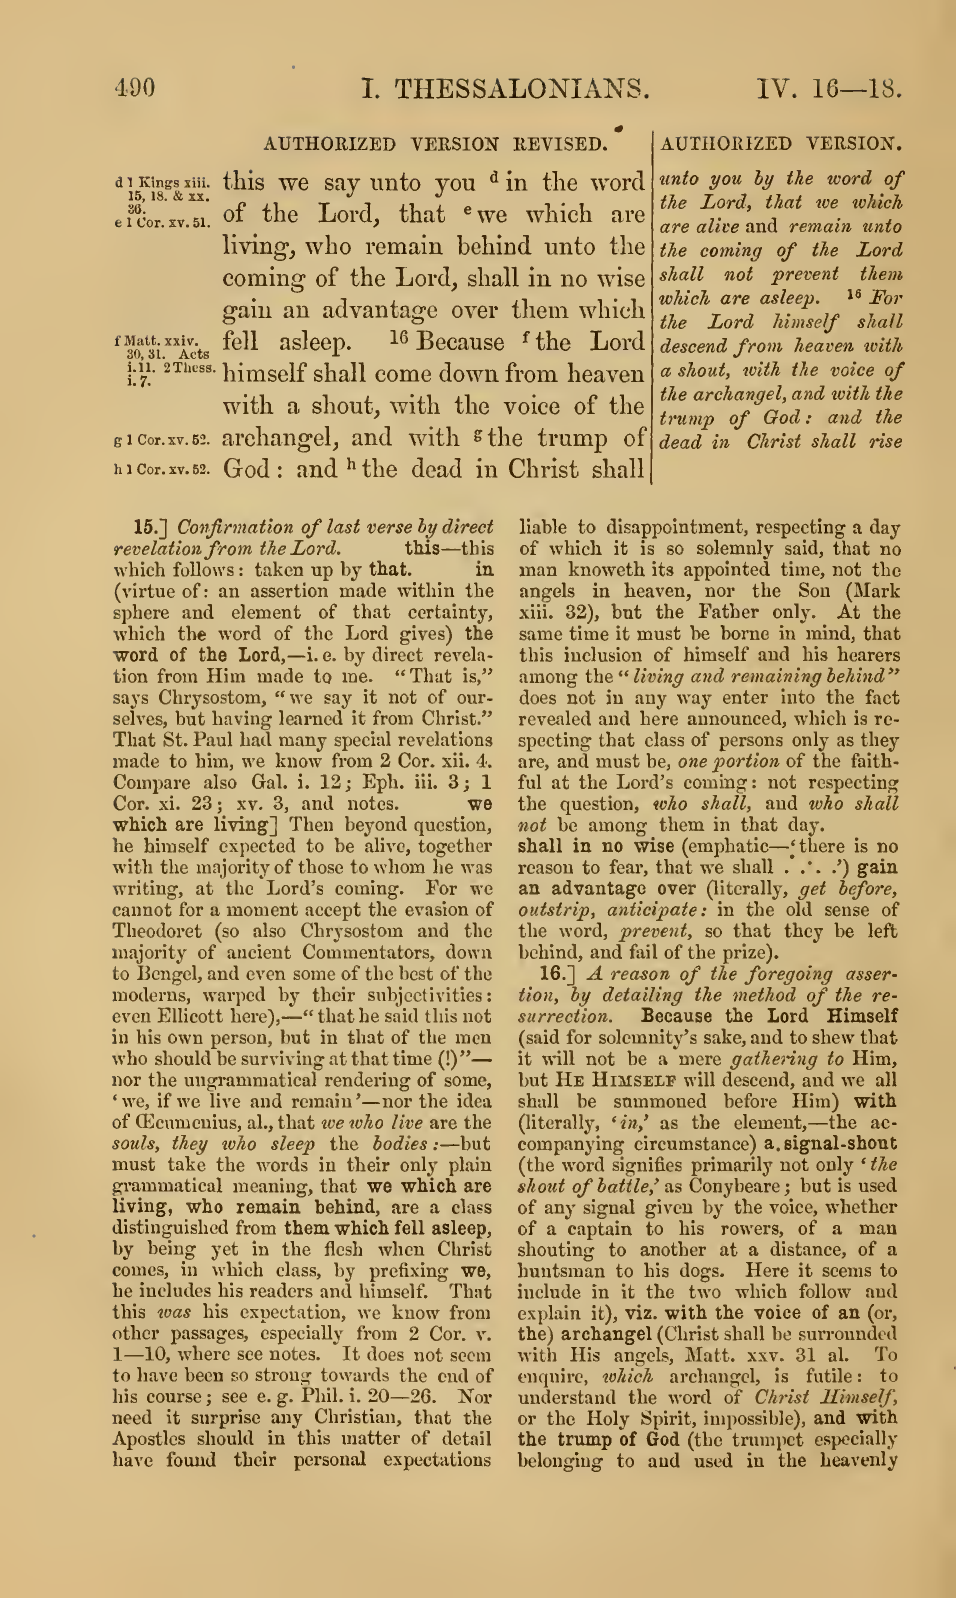 490
I. THESSALONIANS.
IV. 16—18.
AUTHORIZED VERSION REVISED.
d 1 Kings xiii.
15, 18. & xx.
36.
e 1 Cor. xv. 51.
f Matt. xxiv.
30, 31. Acts
i. 11. 2 Thess.
i. 7.
g 1 Cor. xv. 52.
h 1 Cor. xv. 52.
this we say unto you d in the word
of the Lord, that e we which are
living, who remain behind unto the
coming of the Lord, shall in no wise
gain an advantage over them which
fell asleep. 16 Because f the Lord
himself shall come down from heaven
with a shout, with the voice of the
archangel, and with g the trump of
God : and h the dead in Christ shall
AUTHORIZED VERSION.
unto you by the word of
the Lord, that we which
are alive and remain unto
the coming of the Lord
shall not prevent them
which are asleep. 16 For
the Lord himself shall
descend from heaven with
a shout, with the voice of
the archangel, and with the
trump of God : and the
dead in Christ shall rise
15.] Confirmation of last verse by direct
revelation from the Lord. this—this
which follows : taken up by that. in
(virtue of : an assertion made within the
sphere and element of that certainty,
which the word of the Lord gives) the
word of the Lord,—i. e. by direct revela-
tion from Him made to me. "That is,"
says Chrysostom, "we say it not of our-
selves, but having learned it from Christ."
That St. Paul had many special revelations
made to him, we know from 2 Cor. xii. 4.
Compare also Gal. i. 12 ; Eph. iii. 3 ; 1
Cor. xi. 23 ; xv. 3, and notes. we
which are living] Then beyond question,
he himself expected to be alive, together
with the majority of those to whom he was
writing, at the Lord's coming. For we
cannot for a moment accept the evasion of
Theodoret (so also Chrysostom and the
majority of ancient Commentators, down
to Bengel, and even some of the best of the
moderns, warped by their subjectivities :
even Ellicott here),—"that he said this not
in his own person, but in that of the men
who should be surviving at that time (!)"—
nor the ungrammatical rendering of some,
'we, if we live and remain'—nor the idea
of Œcumenius, al., that we who live are the
souls, they who sleep the bodies :—but
must take the words in their only plain
grammatical meaning, that we which are
living, who remain behind, are a class
distinguished from them which fell asleep,
by being yet in the flesh when Christ
comes, in which class, by prefixing we,
he includes his readers and himself. That
this was his expectation, we know from
other passages, especially from 2 Cor. v.
1—10, where see notes. It does not seem
to have been so strong towards the end of
his course ; see e. g. Phil. i. 20—26. Nor
need it surprise any Christian, that the
Apostles should in this matter of detail
have found their personal expectations
liable to disappointment, respecting a day
of which it is so solemnly said, that no
man knoweth its appointed time, not the
angels in heaven, nor the Son (Mark
xiii. 32), but the Father only. At the
same time it must be borne in mind, that
this inclusion of himself and his hearers
among the "living and remaining behind"
does not in any way enter into the fact
revealed and here announced, which is re-
specting that class of persons only as they
are, and must be, one portion of the faith-
ful at the Lord's coming : not respecting
the question, who shall, and who shall
not be among them in that day.
shall in no wise (emphatic—'there is no
reason to fear, that we shall . . . .') gain
an advantage over (literally, get before,
outstrip, anticipate : in the old sense of
the word, prevent, so that they be left
behind, and fail of the prize).
16.] A reason of the foregoing asser-
tion, by detailing the method of the re-
surrection. Because the Lord Himself
(said for solemnity's sake, and to shew that
it will not be a mere gathering to Him,
but HE HIMSELF will descend, and we all
shall be summoned before Him) with
(literally, 'in,' as the element,—the ac-
companying circumstance) a signal-shout
(the word signifies primarily not only 'the
shout of battle,' as Conybeare ; but is used
of any signal given by the voice, whether
of a captain to his rowers, of a man
shouting to another at a distance, of a
huntsman to his dogs. Here it seems to
include in it the two which follow and
explain it), viz. with the voice of an (or,
the) archangel (Christ shall be surrounded
with His angels, Matt. xxv. 31 al. To
enquire, which archangel, is futile : to
understand the word of Christ Himself,
or the Holy Spirit, impossible), and with
the trump of God (the trumpet especially
belonging to and used in the heavenly